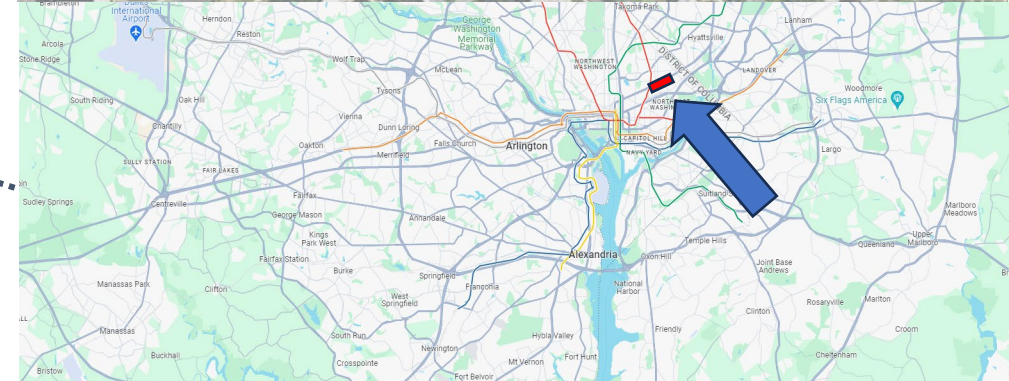 Takoma Park
International
Airport
Herndon
George
Washington
Memorial
Parkway
Lanham
Arcola
Reston
Hyattsville
Stone Ridge
Wolf Trap
McLean
NORTHWEST
WASHINGTON
DISTRICT OF COLUMBIA
LANDOVER
Tysons
Woodmore
South Riding
Oak Hill
Six Flags America
Vienna
Chantilly
Dunn Loring
Falls Church
Arlington
CAPITOL HILL
Oakton
Merrifield
NAVY YARD
Largo
SULLY STATION
FAIR LAKES
Fairfax
Suitland
Sudley Springs
Centreville
George Mason
Annandale
Marlboro
Meadows
Kings
Park West
Temple Hills
Queenland
Upper
Marlboro
Fairfax Station
Alexandria
Oxon Hill
Burke
Springfield
Joint Base
Andrews
Manassas Park
Clifton
Frangonia
National
Harbor
West
Springfield
Rosaryville
Marlton
Clinton
Manassas
South Run
Hybla Valley
Friendly
Croom
Buckhall
Newington
Crosspointe
Mt Vernon
Fort Hunt
Cheltenham
Bristow
Fort Belvoir